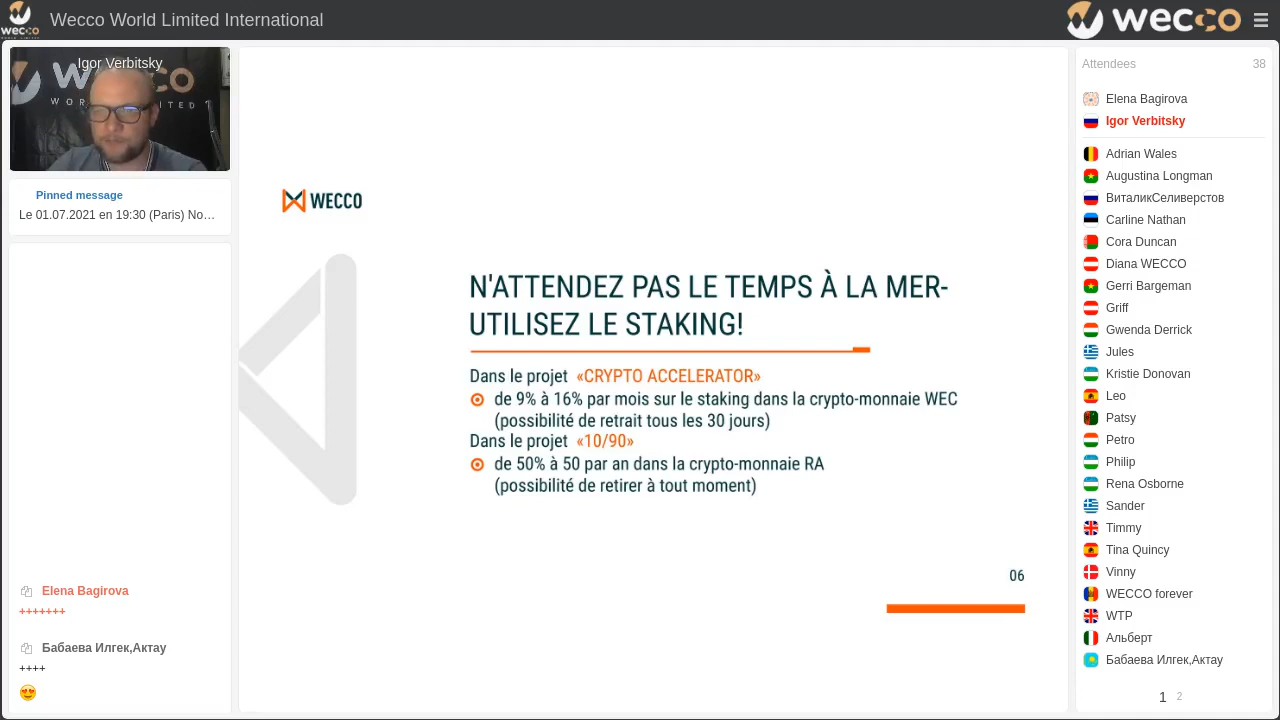 wecco
Wecco World Limited International
wecco
Igor Verbitsky
Pinned message
Le 01.07.2021 en 19:30 (Paris) No…
Elena Bagirova
+++++++
Бабаева Илгек,Актау
++++
WECCO
N'ATTENDEZ PAS LE TEMPS À LA MER-
UTILISEZ LE STAKING!
Dans le projet «CRYPTO ACCELERATOR»
de 9% à 16% par mois sur le staking dans la crypto-monnaie WEC
(possibilité de retrait tous les 30 jours)
Dans le projet «10/90»
de 50% à 50 par an dans la crypto-monnaie RA
(possibilité de retirer à tout moment)
06
Attendees 38
Elena Bagirova
Igor Verbitsky
Adrian Wales
Augustina Longman
ВиталикСеливерстов
Carline Nathan
Cora Duncan
Diana WECCO
Gerri Bargeman
Griff
Gwenda Derrick
Jules
Kristie Donovan
Leo
Patsy
Petro
Philip
Rena Osborne
Sander
Timmy
Tina Quincy
Vinny
WECCO forever
WTP
Альберт
Бабаева Илгек,Актау
1 2